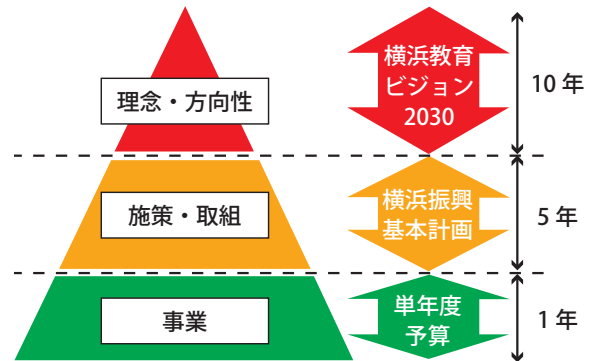 理念・方向性
横浜教育
ビジョン
2030
10 年
施策・取組
横浜振興
基本計画
5 年
事業
単年度
予算
1 年